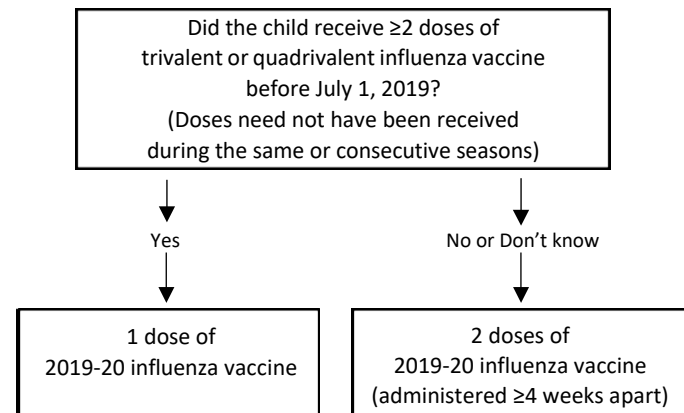 Did the child receive ≥2 doses of
trivalent or quadrivalent influenza vaccine
before July 1, 2019?
(Doses need not have been received
during the same or consecutive seasons)
Yes
No or Don’t know
1 dose of
2019-20 influenza vaccine
2 doses of
2019-20 influenza vaccine
(administered ≥4 weeks apart)